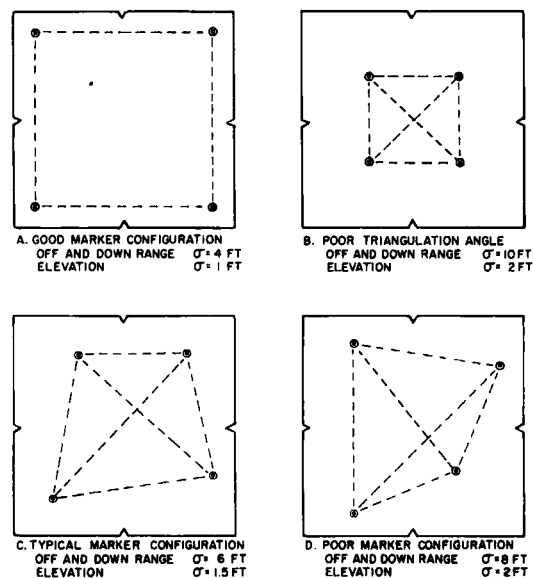 A. GOOD MARKER CONFIGURATION
OFF AND DOWN RANGE σ= 4 FT
ELEVATION σ= 1 FT
B. POOR TRIANGULATION ANGLE
OFF AND DOWN RANGE σ=10 FT
ELEVATION σ= 2 FT
C. TYPICAL MARKER CONFIGURATION
OFF AND DOWN RANGE σ= 6 FT
ELEVATION σ=1.5 FT
D. POOR MARKER CONFIGURATION
OFF AND DOWN RANGE σ=8 FT
ELEVATION σ=2 FT